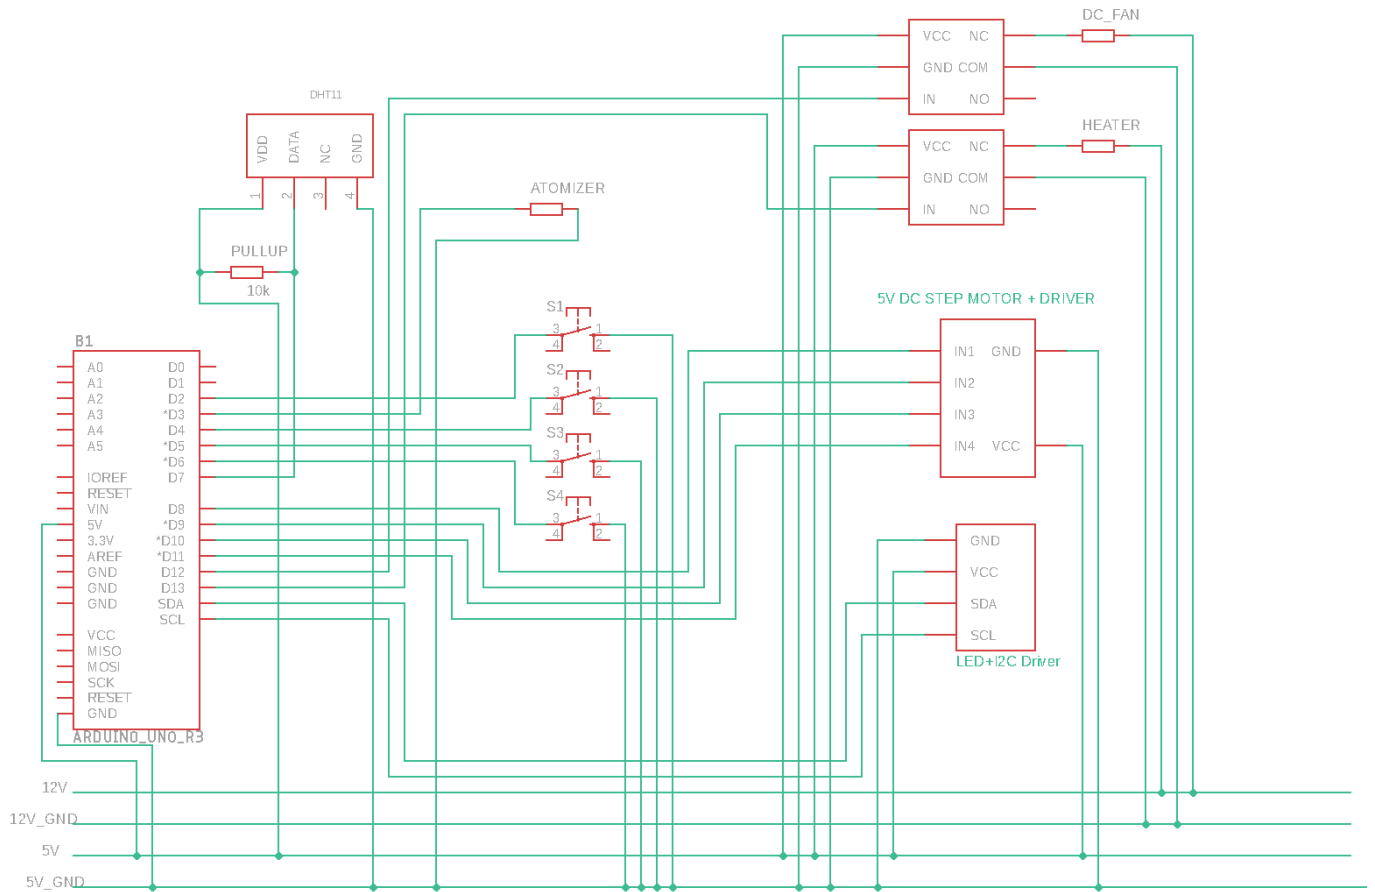 DC_FAN
VCC NC
GND COM
IN NO
HEATER
VCC NC
GND COM
IN NO
DHT11
VDD
DATA
NC
GND
1
2
3
4
ATOMIZER
PULLUP
10k
S1
3 1
4 2
S2
3 1
4 2
S3
3 1
4 2
S4
3 1
4 2
5V DC STEP MOTOR + DRIVER
IN1 GND
IN2
IN3
IN4 VCC
B1
A0 D0
A1 D1
A2 D2
A3 *D3
A4 D4
A5 *D5
*D6
IOREF D7
RESET
VIN D8
5V *D9
3.3V *D10
AREF *D11
GND D12
GND D13
GND SDA
SCL
VCC
MISO
MOSI
SCK
RESET
GND
ARDUINO_UNO_R3
GND
VCC
SDA
SCL
LED+I2C Driver
12V
12V_GND
5V
5V_GND